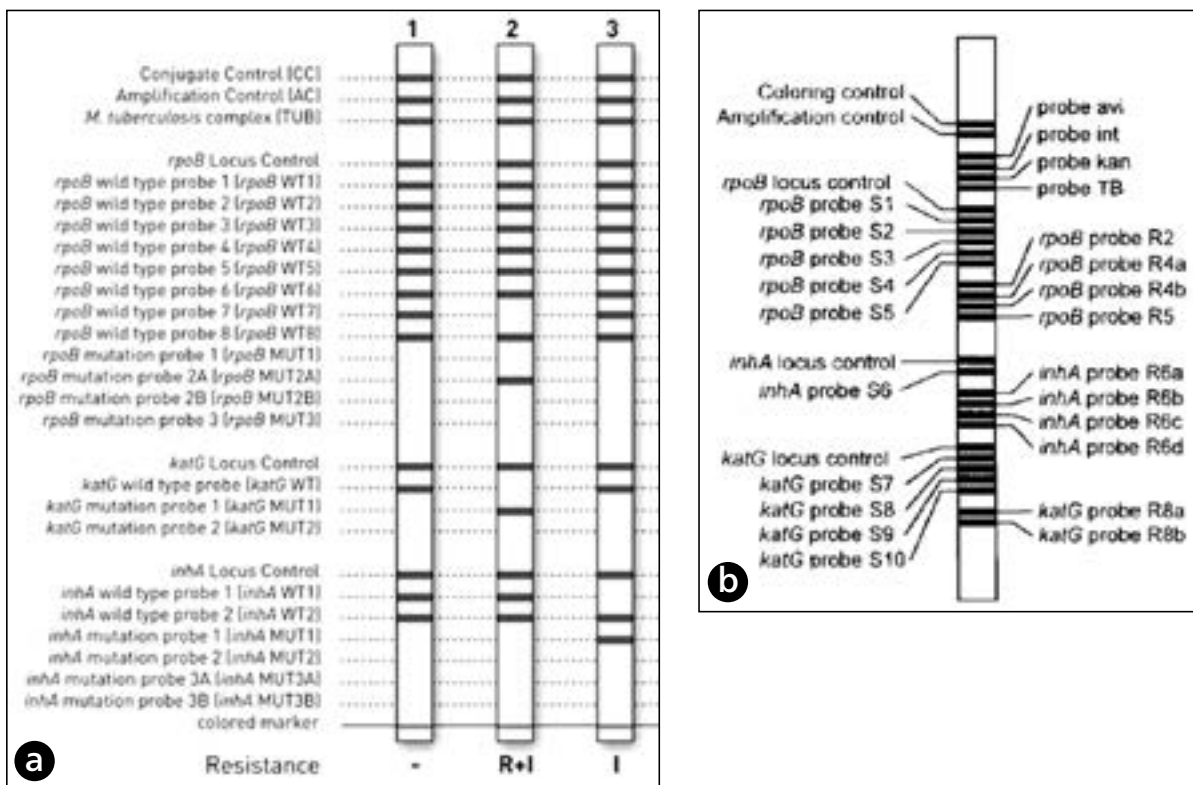 1 2 3
Conjugate Control (CC)
Amplification Control (AC)
M. tuberculosis complex (TUB)
rpoB Locus Control
rpoB wild type probe 1 (rpoB WT1)
rpoB wild type probe 2 (rpoB WT2)
rpoB wild type probe 3 (rpoB WT3)
rpoB wild type probe 4 (rpoB WT4)
rpoB wild type probe 5 (rpoB WT5)
rpoB wild type probe 6 (rpoB WT6)
rpoB wild type probe 7 (rpoB WT7)
rpoB wild type probe 8 (rpoB WT8)
rpoB mutation probe 1 (rpoB MUT1)
rpoB mutation probe 2A (rpoB MUT2A)
rpoB mutation probe 2B (rpoB MUT2B)
rpoB mutation probe 3 (rpoB MUT3)
katG Locus Control
katG wild type probe (katG WT)
katG mutation probe 1 (katG MUT1)
katG mutation probe 2 (katG MUT2)
inhA Locus Control
inhA wild type probe 1 (inhA WT1)
inhA wild type probe 2 (inhA WT2)
inhA mutation probe 1 (inhA MUT1)
inhA mutation probe 2 (inhA MUT2)
inhA mutation probe 3A (inhA MUT3A)
inhA mutation probe 3B (inhA MUT3B)
colored marker
Resistance - R+I I
a
Coloring control
Amplification control
rpoB locus control
rpoB probe S1
rpoB probe S2
rpoB probe S3
rpoB probe S4
rpoB probe S5
inhA locus control
inhA probe S6
katG locus control
katG probe S7
katG probe S8
katG probe S9
katG probe S10
probe avi
probe int
probe kan
probe TB
rpoB probe R2
rpoB probe R4a
rpoB probe R4b
rpoB probe R5
inhA probe R6a
inhA probe R6b
inhA probe R6c
inhA probe R6d
katG probe R8a
katG probe R8b
b